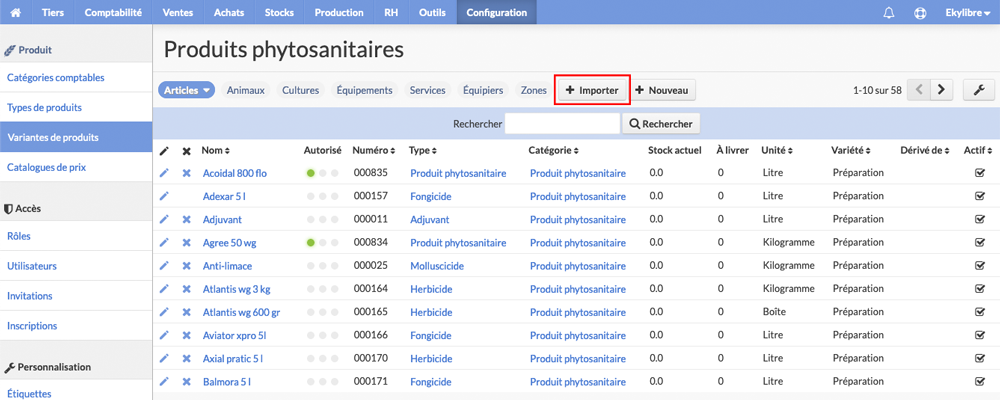 Tiers Comptabilité Ventes Achats Stocks Production RH Outils Configuration Ekylibre
Produit
Catégories comptables
Types de produits
Variantes de produits
Catalogues de prix
Accès
Rôles
Utilisateurs
Invitations
Inscriptions
Personnalisation
Étiquettes
Produits phytosanitaires
Articles Animaux Cultures Équipements Services Équipiers Zones + Importer + Nouveau 1-10 sur 58
Rechercher Rechercher
Nom Autorisé Numéro Type Catégorie Stock actuel À livrer Unité Variété Dérivé de Actif
Acoidal 800 flo 000835 Produit phytosanitaire Produit phytosanitaire 0.0 0 Litre Préparation
Adexar 5 l 000157 Fongicide Produit phytosanitaire 0.0 0 Litre Préparation
Adjuvant 000011 Adjuvant Produit phytosanitaire 0.0 0 Litre Préparation
Agree 50 wg 000834 Produit phytosanitaire Produit phytosanitaire 0.0 0 Kilogramme Préparation
Anti-limace 000025 Molluscicide Produit phytosanitaire 0.0 0 Kilogramme Préparation
Atlantis wg 3 kg 000164 Herbicide Produit phytosanitaire 0.0 0 Kilogramme Préparation
Atlantis wg 600 gr 000165 Herbicide Produit phytosanitaire 0.0 0 Boîte Préparation
Aviator xpro 5l 000166 Fongicide Produit phytosanitaire 0.0 0 Litre Préparation
Axial pratic 5 l 000170 Herbicide Produit phytosanitaire 0.0 0 Litre Préparation
Balmora 5 l 000171 Fongicide Produit phytosanitaire 0.0 0 Litre Préparation